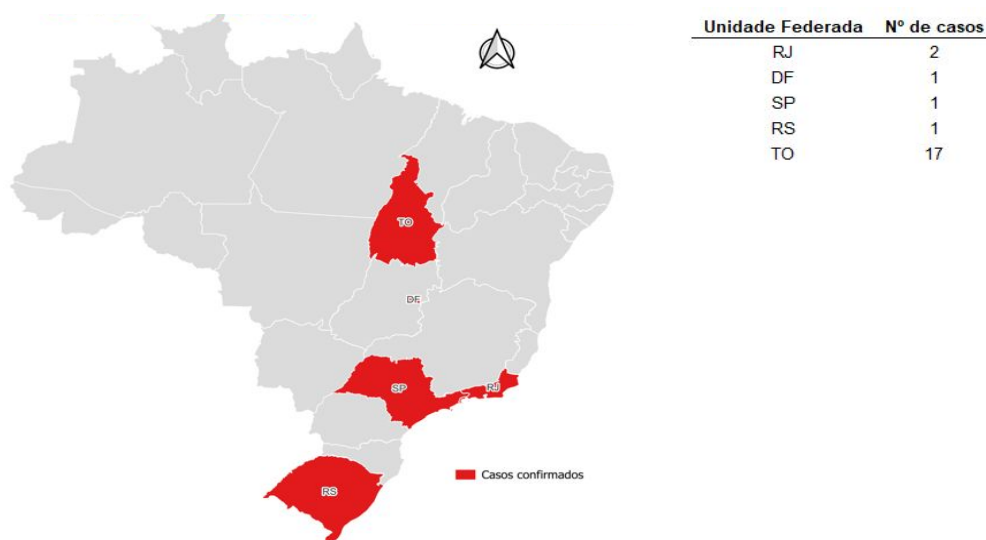 Unidade Federada Nº de casos
RJ 2
DF 1
SP 1
RS 1
TO 17
TO
DF
SP
RJ
RS
Casos confirmados